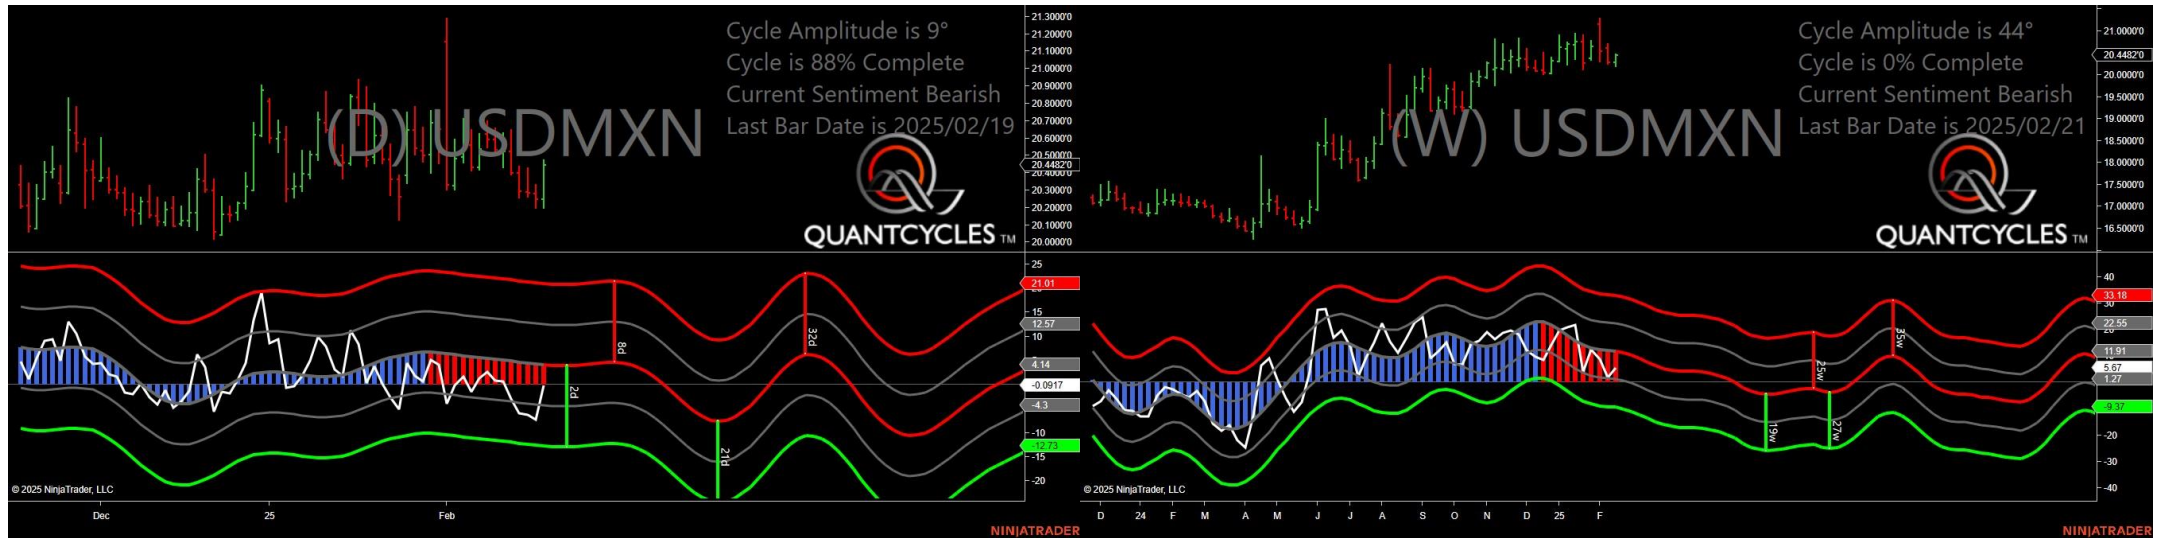 21.3000'0
21.2000'0
21.1000'0
21.0000'0
20.9000'0
20.8000'0
20.7000'0
20.6000'0
20.5000'0
20.4482'0
20.4000'0
20.3000'0
20.2000'0
20.1000'0
20.0000'0
Cycle Amplitude is 9°
Cycle is 88% Complete
Current Sentiment Bearish
Last Bar Date is 2025/02/19
(D) USDMXN
QUANTCYCLES TM
25
21.01
15
12.57
10
4.14
-0.0917
-4.3
-10
-12.73
-15
-20
2d
8d
21d
32d
© 2025 NinjaTrader, LLC
Dec
25
Feb
NINJATRADER
21.0000'0
20.4482'0
20.0000'0
19.5000'0
19.0000'0
18.5000'0
18.0000'0
17.5000'0
17.0000'0
16.5000'0
Cycle Amplitude is 44°
Cycle is 0% Complete
Current Sentiment Bearish
Last Bar Date is 2025/02/21
(W) USDMXN
QUANTCYCLES TM
40
33.18
30
22.55
20
11.91
5.67
1.27
-9.37
-20
-30
-40
19w
25w
27w
35w
© 2025 NinjaTrader, LLC
D
24
F
M
A
M
J
J
A
S
O
N
D
25
F
NINJATRADER